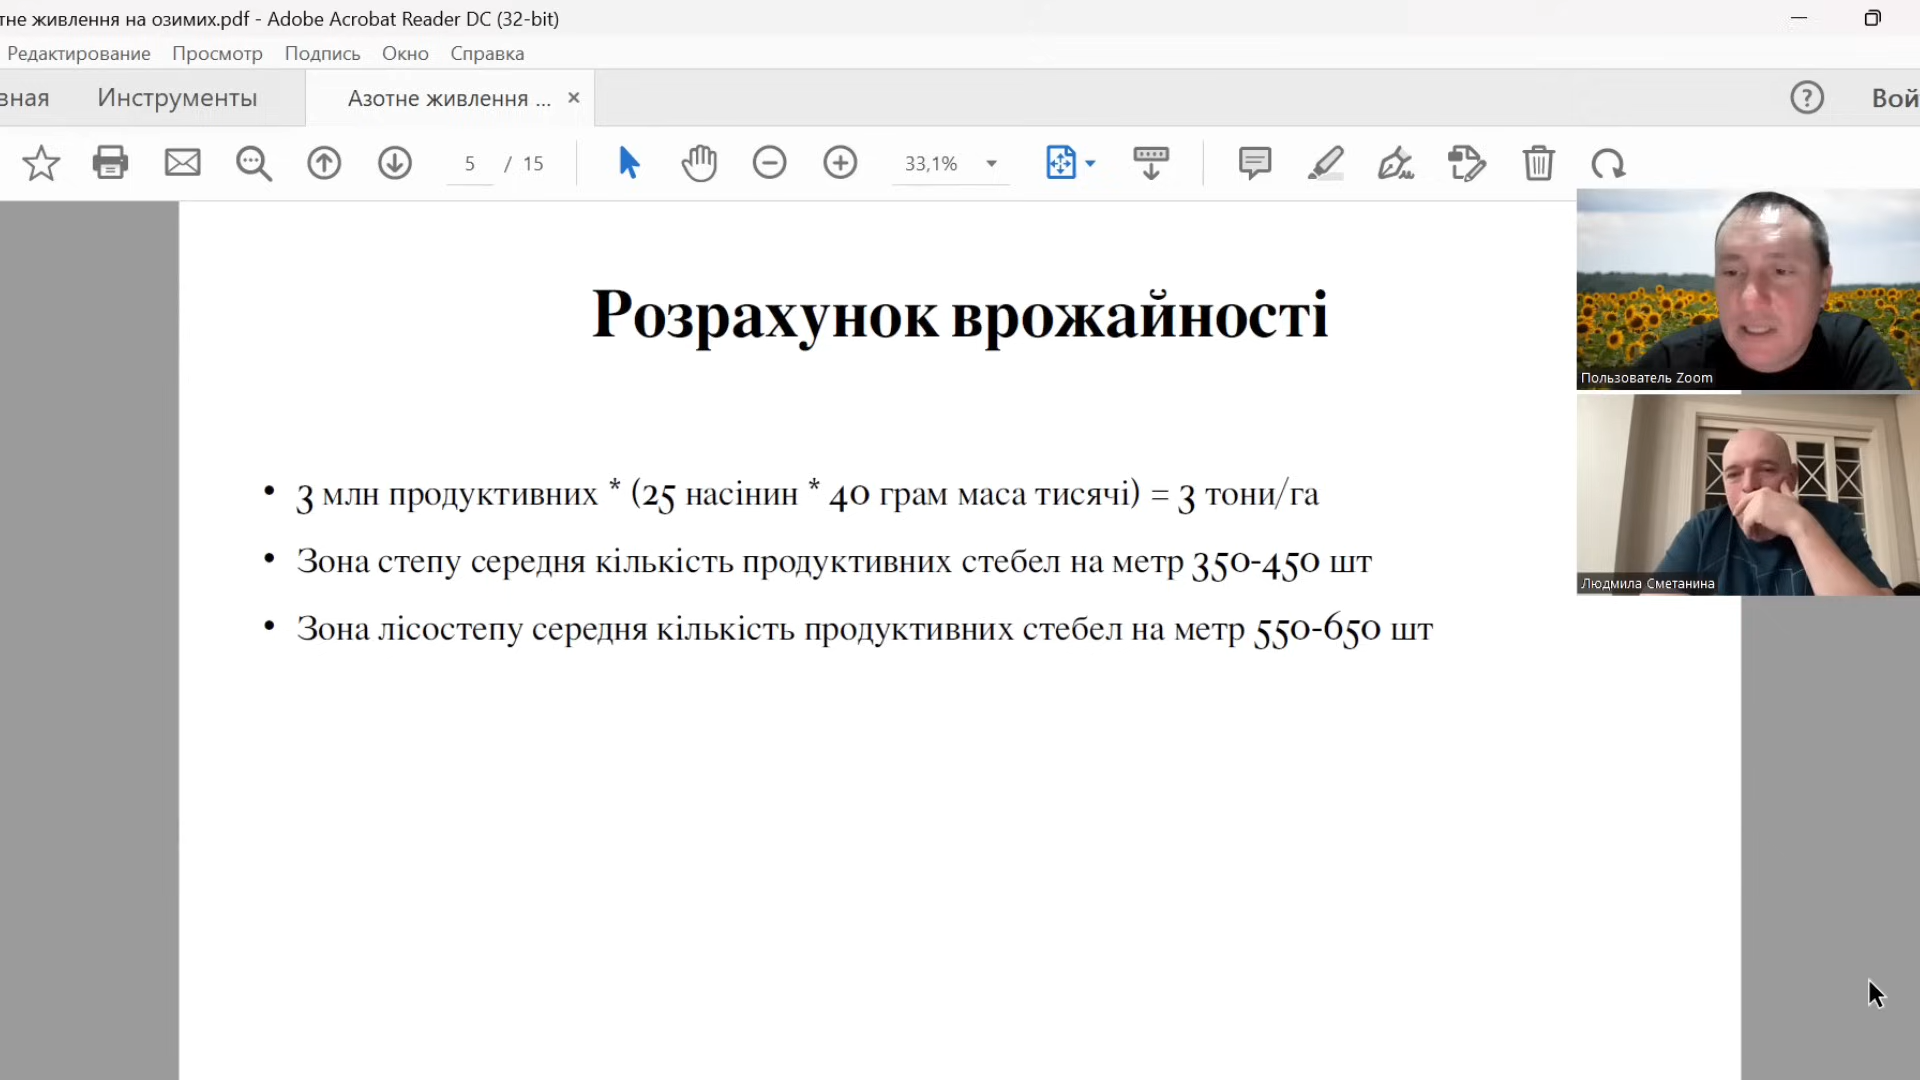 тне живлення на озимих.pdf - Adobe Acrobat Reader DC (32-bit)
Редактирование Просмотр Подпись Окно Справка
вная Инструменты Азотне живлення ... Вой
5 / 15 33,1%
Розрахунок врожайності
• 3 млн продуктивних * (25 насінин * 40 грам маса тисячі) = 3 тони/га
• Зона степу середня кількість продуктивних стебел на метр 350-450 шт
• Зона лісостепу середня кількість продуктивних стебел на метр 550-650 шт
Пользователь Zoom
Людмила Сметанина